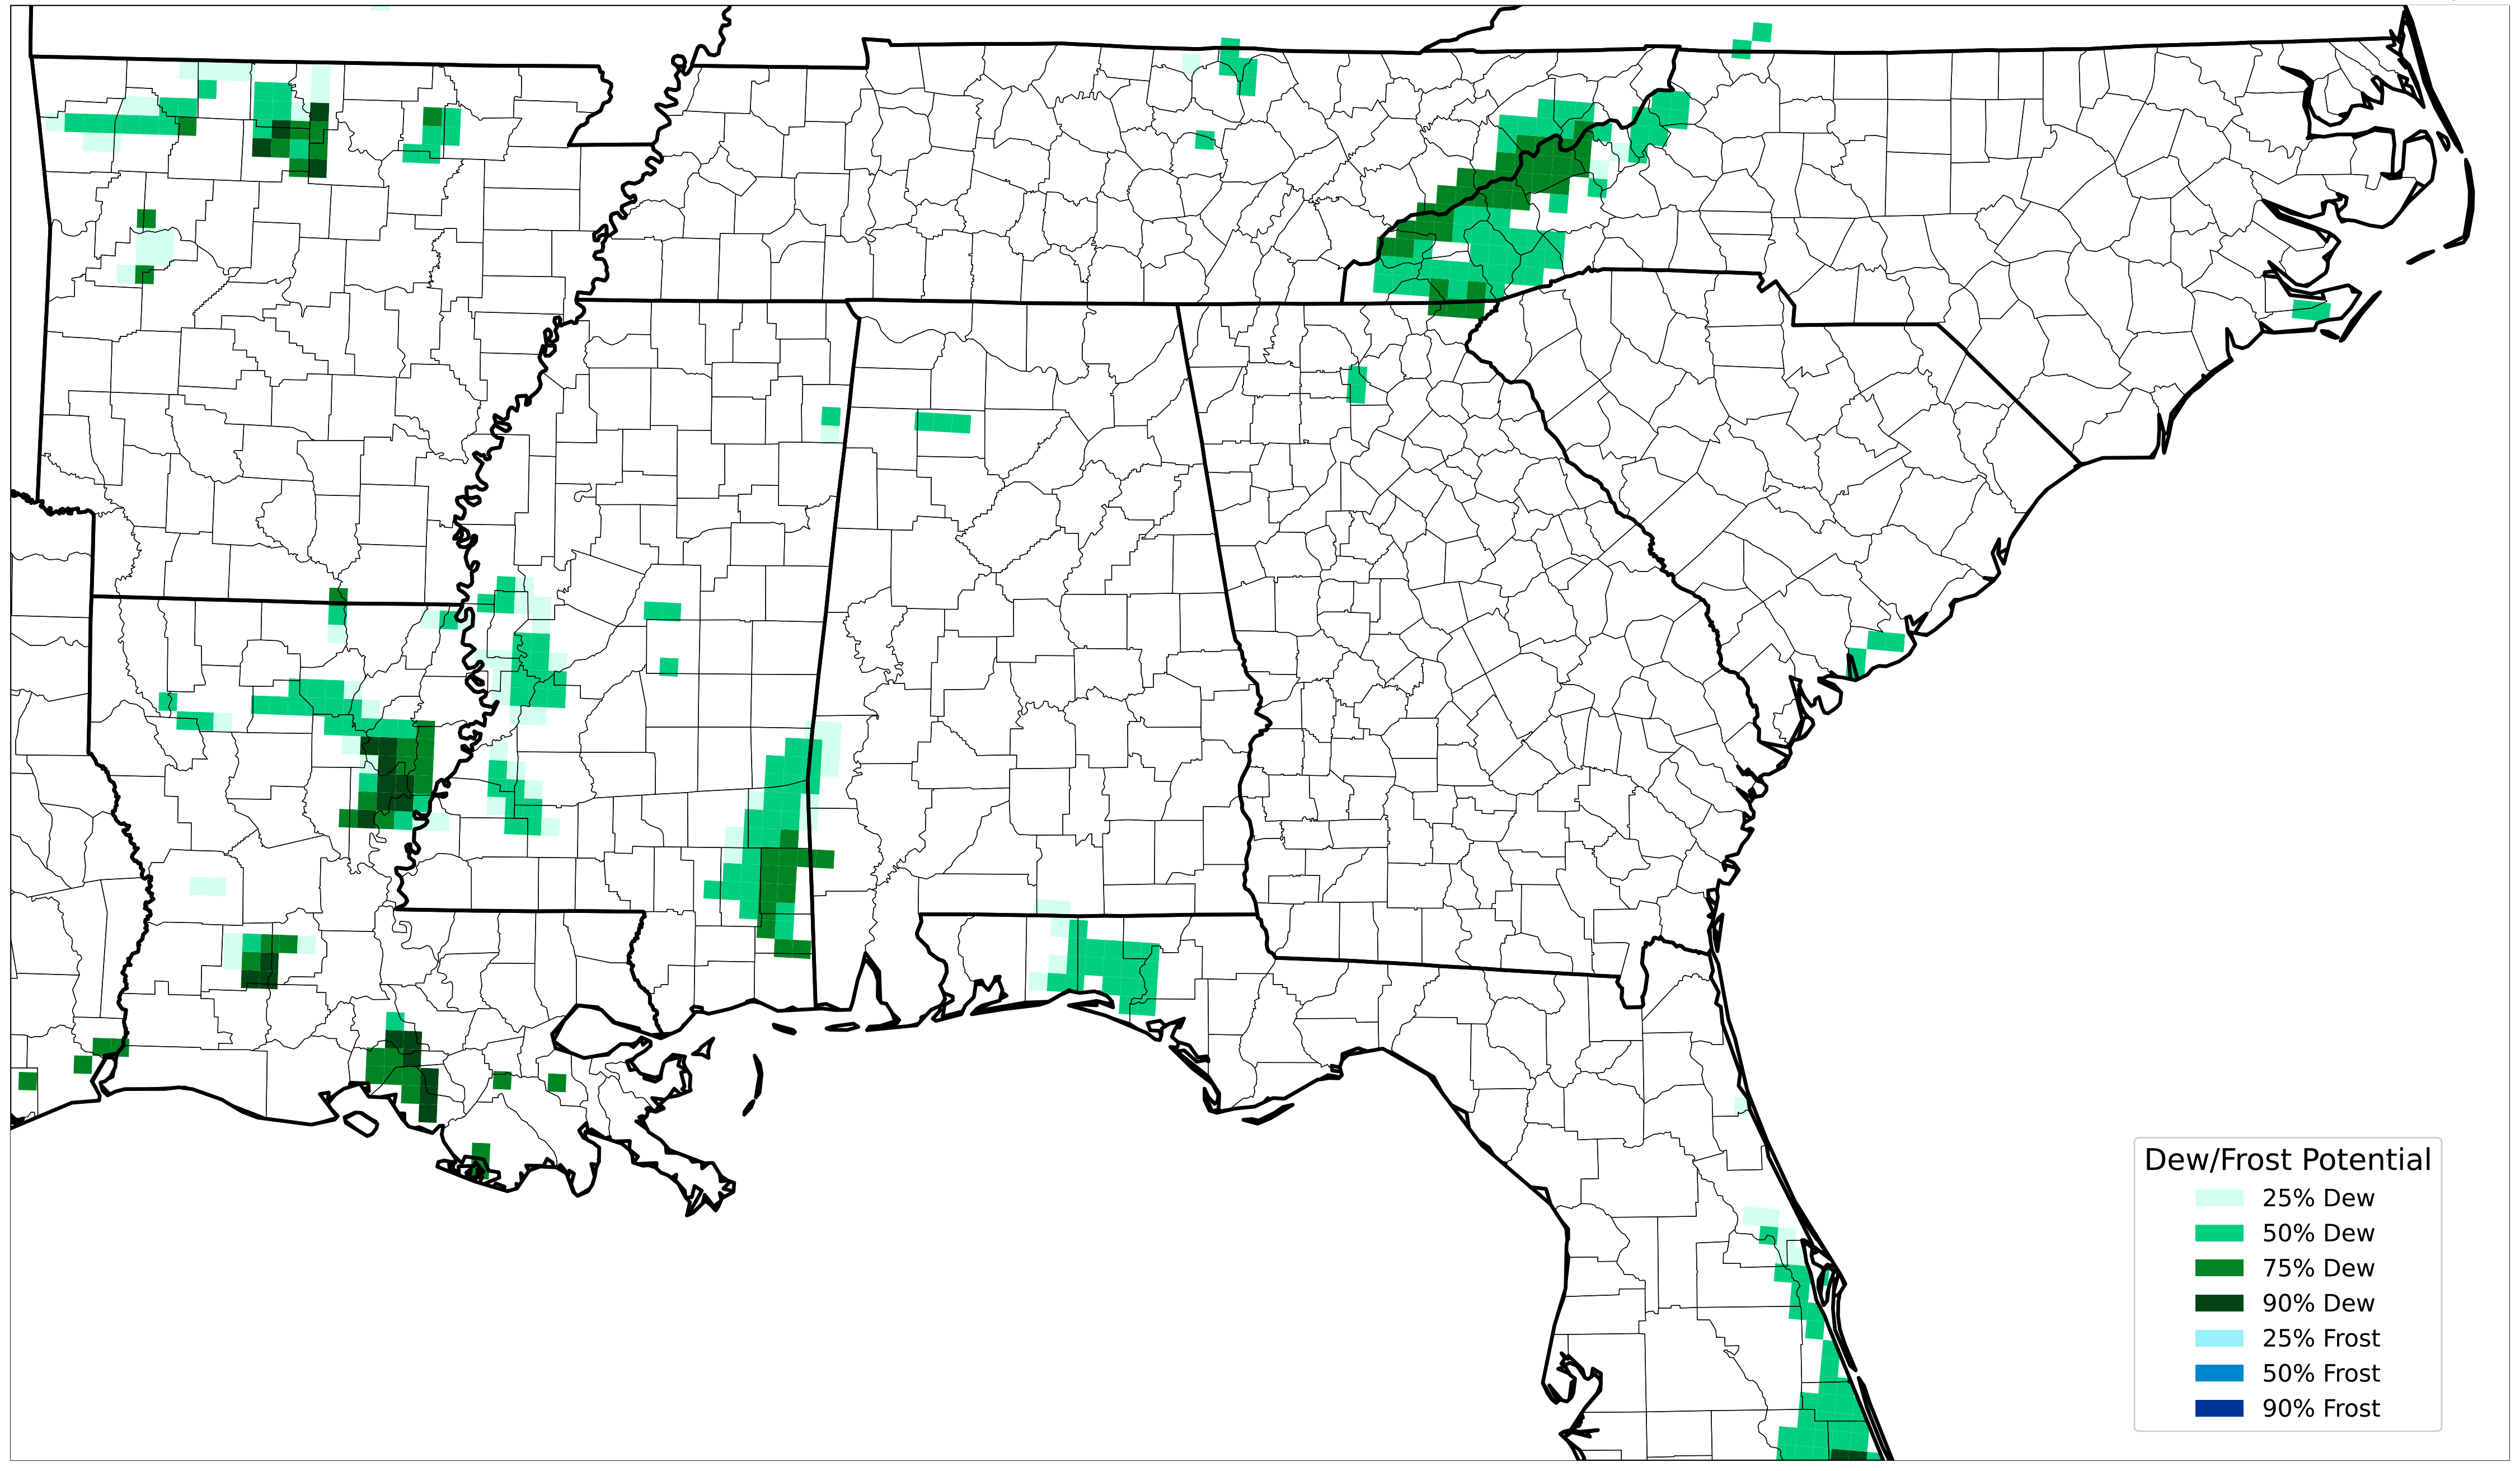 Dew/Frost Potential
25% Dew
50% Dew
75% Dew
90% Dew
25% Frost
50% Frost
90% Frost